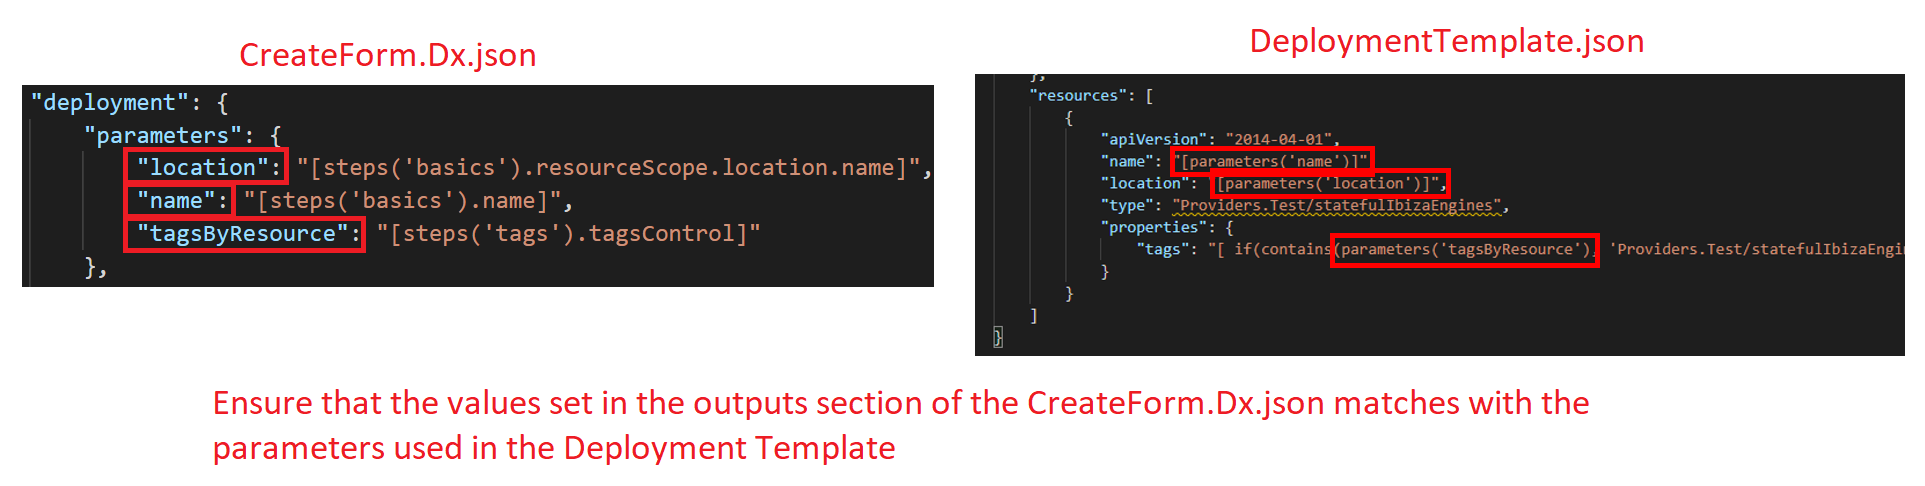 CreateForm.Dx.json
"deployment": {
"parameters": {
"location": "[steps('basics').resourceScope.location.name]",
"name": "[steps('basics').name]",
"tagsByResource": "[steps('tags').tagsControl]"
},
DeploymentTemplate.json
},
"resources": [
{
"apiVersion": "2014-04-01",
"name": "[parameters('name')]"
"location": "[parameters('location')]",
"type": "Providers.Test/statefulIbizaEngines",
"properties": {
"tags": "[ if(contains(parameters('tagsByResource'), 'Providers.Test/statefulIbizaEngin
}
}
]
}
Ensure that the values set in the outputs section of the CreateForm.Dx.json matches with the
parameters used in the Deployment Template